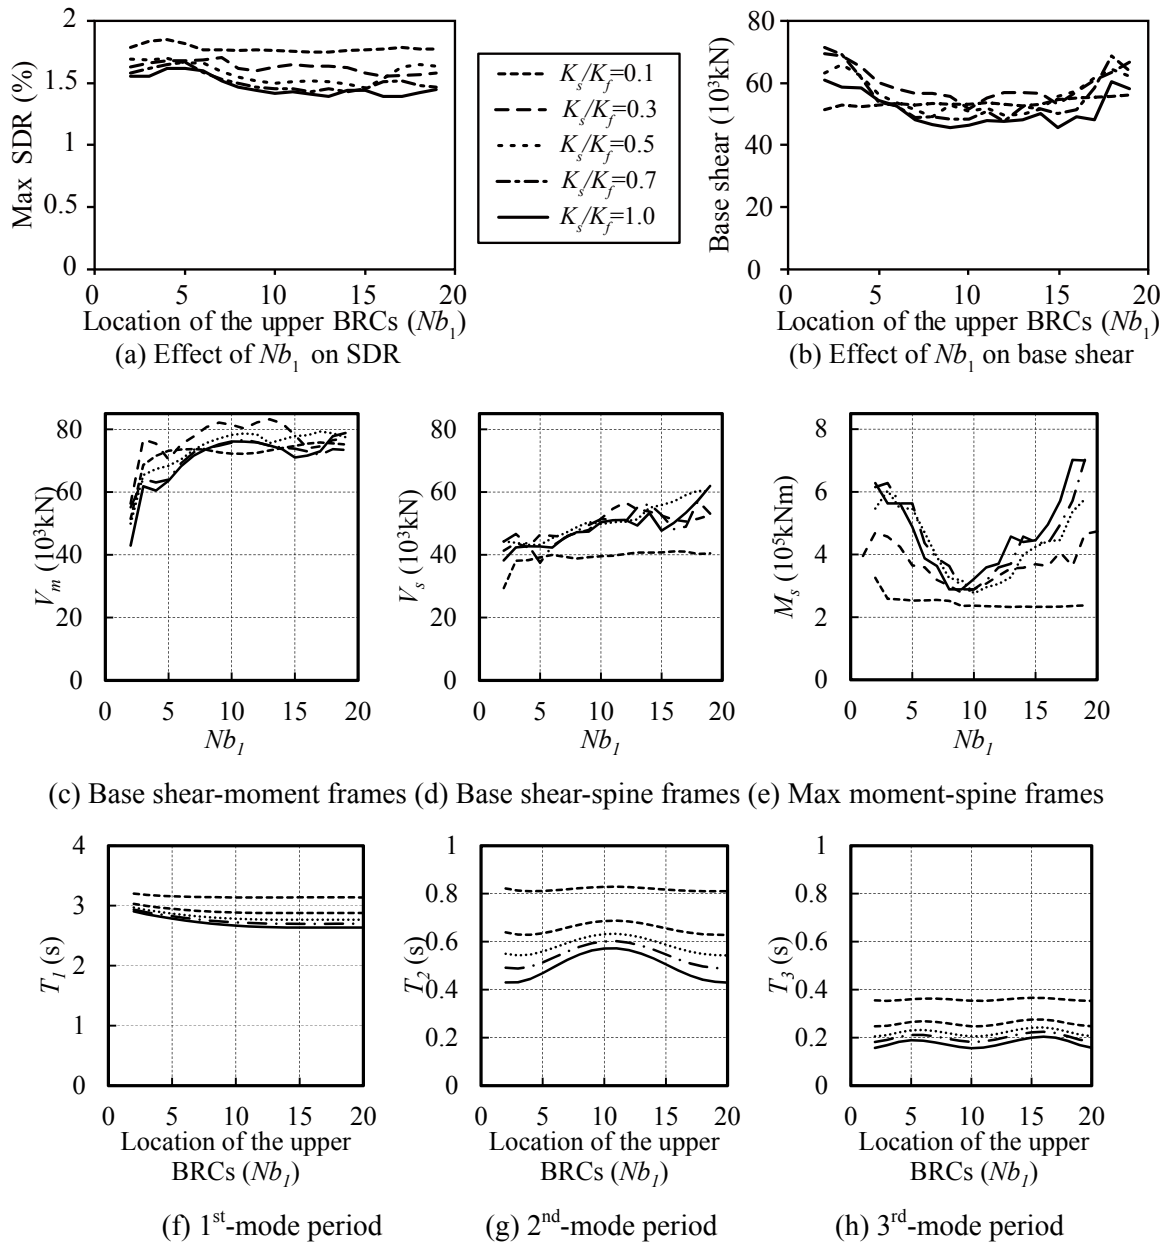 2
1.5
1
0.5
0
Max SDR (%)
0 5 10 15 20
Location of the upper BRCs (Nb₁)
(a) Effect of Nb₁ on SDR
Kₛ/K_f=0.1
Kₛ/K_f=0.3
Kₛ/K_f=0.5
Kₛ/K_f=0.7
Kₛ/K_f=1.0
80
60
40
20
0
Base shear (10³kN)
0 5 10 15 20
Location of the upper BRCs (Nb₁)
(b) Effect of Nb₁ on base shear
80
60
40
20
0
V_m (10³kN)
0 5 10 15 20
Nb₁
80
60
40
20
0
Vₛ (10³kN)
0 5 10 15 20
Nb₁
8
6
4
2
0
Mₛ (10⁵kNm)
0 5 10 15 20
Nb₁
(c) Base shear-moment frames (d) Base shear-spine frames (e) Max moment-spine frames
4
3
2
1
0
T₁ (s)
0 5 10 15 20
Location of the upper
BRCs (Nb₁)
(f) 1ˢᵗ-mode period
1
0.8
0.6
0.4
0.2
0
T₂ (s)
0 5 10 15 20
Location of the upper
BRCs (Nb₁)
(g) 2ⁿᵈ-mode period
1
0.8
0.6
0.4
0.2
0
T₃ (s)
0 5 10 15 20
Location of the upper
BRCs (Nb₁)
(h) 3ʳᵈ-mode period